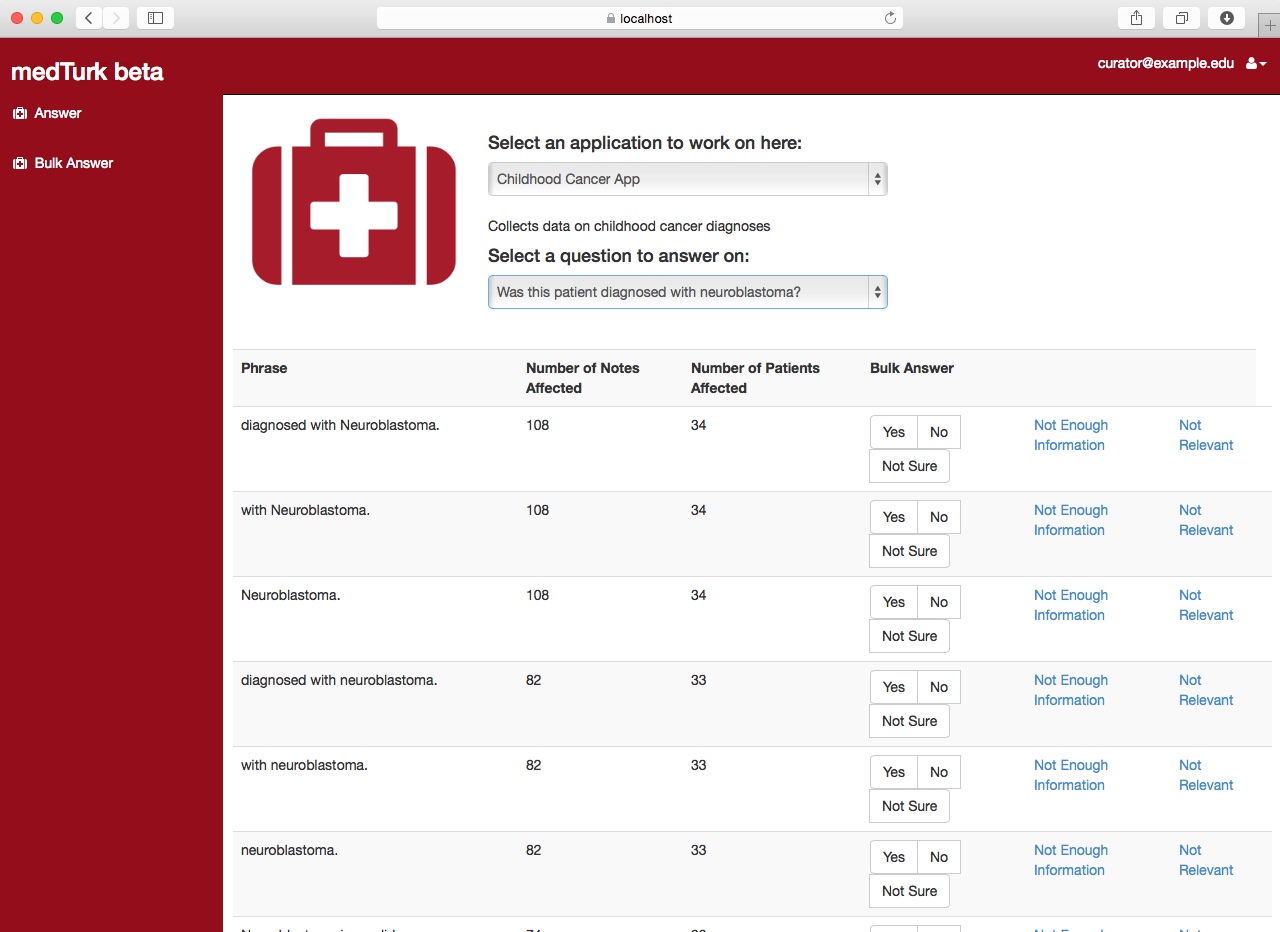 localhost
medTurk beta
curator@example.edu
Answer
Bulk Answer
Select an application to work on here:
Childhood Cancer App
Collects data on childhood cancer diagnoses
Select a question to answer on:
Was this patient diagnosed with neuroblastoma?
Phrase Number of Notes Affected Number of Patients Affected Bulk Answer
diagnosed with Neuroblastoma. 108 34 Yes No Not Sure Not Enough Information Not Relevant
with Neuroblastoma. 108 34 Yes No Not Sure Not Enough Information Not Relevant
Neuroblastoma. 108 34 Yes No Not Sure Not Enough Information Not Relevant
diagnosed with neuroblastoma. 82 33 Yes No Not Sure Not Enough Information Not Relevant
with neuroblastoma. 82 33 Yes No Not Sure Not Enough Information Not Relevant
neuroblastoma. 82 33 Yes No Not Sure Not Enough Information Not Relevant